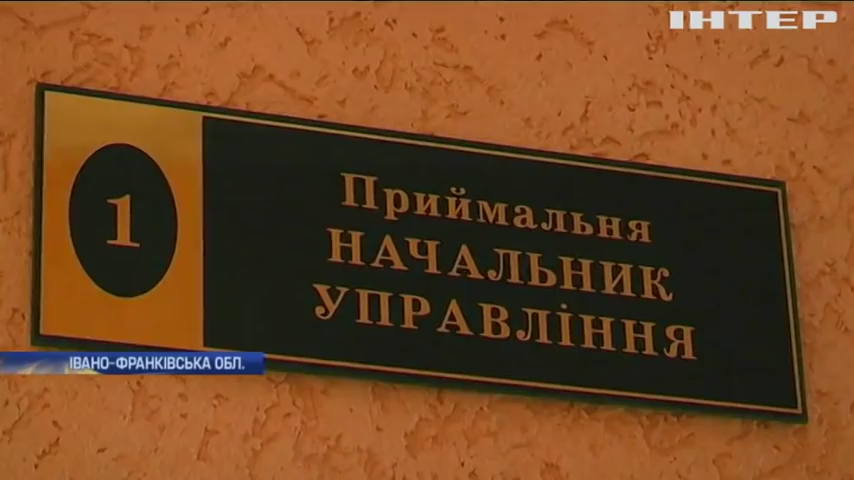 ІНТЕР
1
Приймальня
НАЧАЛЬНИК
УПРАВЛІННЯ
ІВАНО-ФРАНКІВСЬКА ОБЛ.